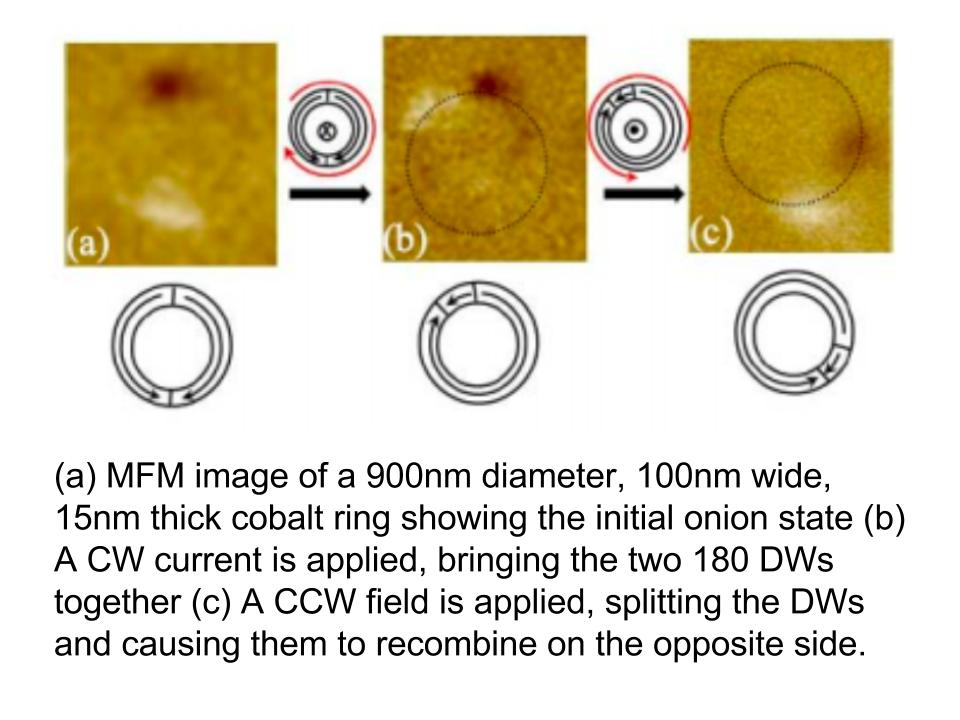 (a)
(b)
(c)
(a) MFM image of a 900nm diameter, 100nm wide,
15nm thick cobalt ring showing the initial onion state (b)
A CW current is applied, bringing the two 180 DWs
together (c) A CCW field is applied, splitting the DWs
and causing them to recombine on the opposite side.